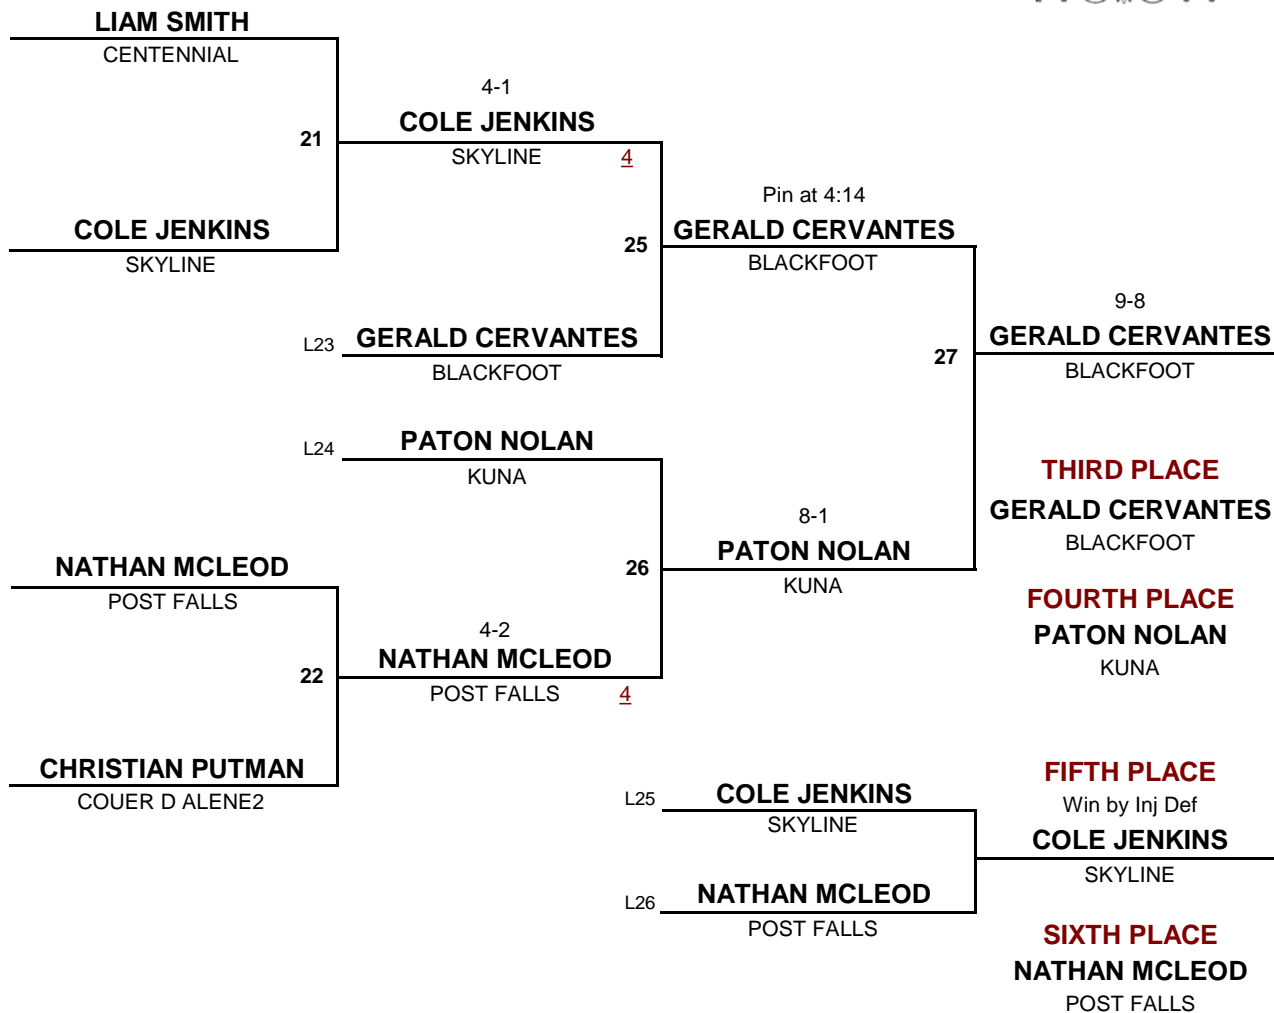 LIAM SMITH
CENTENNIAL
21
COLE JENKINS
SKYLINE
4-1
COLE JENKINS
SKYLINE
4
25
L23
GERALD CERVANTES
BLACKFOOT
Pin at 4:14
GERALD CERVANTES
BLACKFOOT
27
9-8
GERALD CERVANTES
BLACKFOOT
L24
PATON NOLAN
KUNA
26
8-1
PATON NOLAN
KUNA
NATHAN MCLEOD
POST FALLS
22
CHRISTIAN PUTMAN
COUER D ALENE2
4-2
NATHAN MCLEOD
POST FALLS
4
THIRD PLACE
GERALD CERVANTES
BLACKFOOT
FOURTH PLACE
PATON NOLAN
KUNA
L25
COLE JENKINS
SKYLINE
L26
NATHAN MCLEOD
POST FALLS
FIFTH PLACE
Win by Inj Def
COLE JENKINS
SKYLINE
SIXTH PLACE
NATHAN MCLEOD
POST FALLS